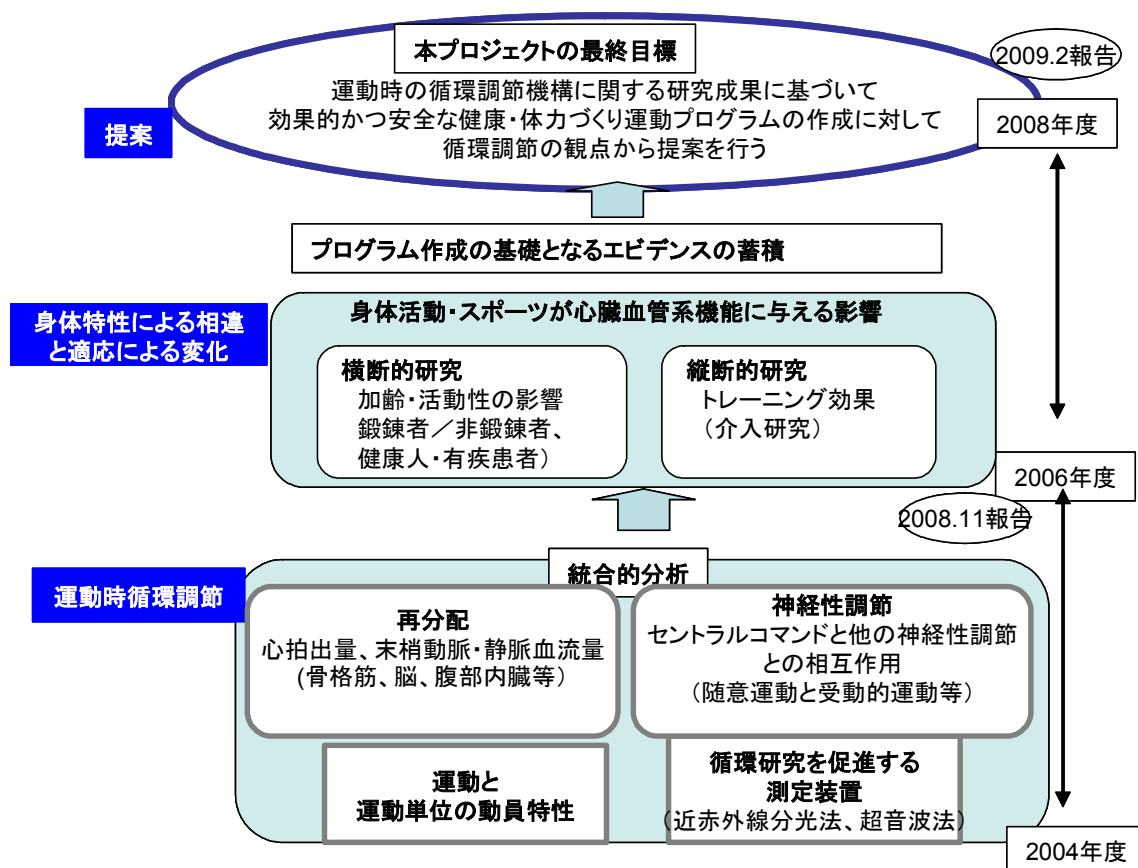 本プロジェクトの最終目標
2009.2報告
運動時の循環調節機構に関する研究成果に基づいて
効果的かつ安全な健康・体力づくり運動プログラムの作成に対して
循環調節の観点から提案を行う
提案
2008年度
プログラム作成の基礎となるエビデンスの蓄積
身体特性による相違
と適応による変化
身体活動・スポーツが心臓血管系機能に与える影響
横断的研究
加齢・活動性の影響
鍛錬者／非鍛錬者、
健康人・有疾患者）
縦断的研究
トレーニング効果
（介入研究）
2006年度
2008.11報告
運動時循環調節
統合的分析
再分配
心拍出量、末梢動脈・静脈血流量
(骨格筋、脳、腹部内臓等）
神経性調節
セントラルコマンドと他の神経性調節
との相互作用
（随意運動と受動的運動等）
運動と
運動単位の動員特性
循環研究を促進する
測定装置
（近赤外線分光法、超音波法）
2004年度